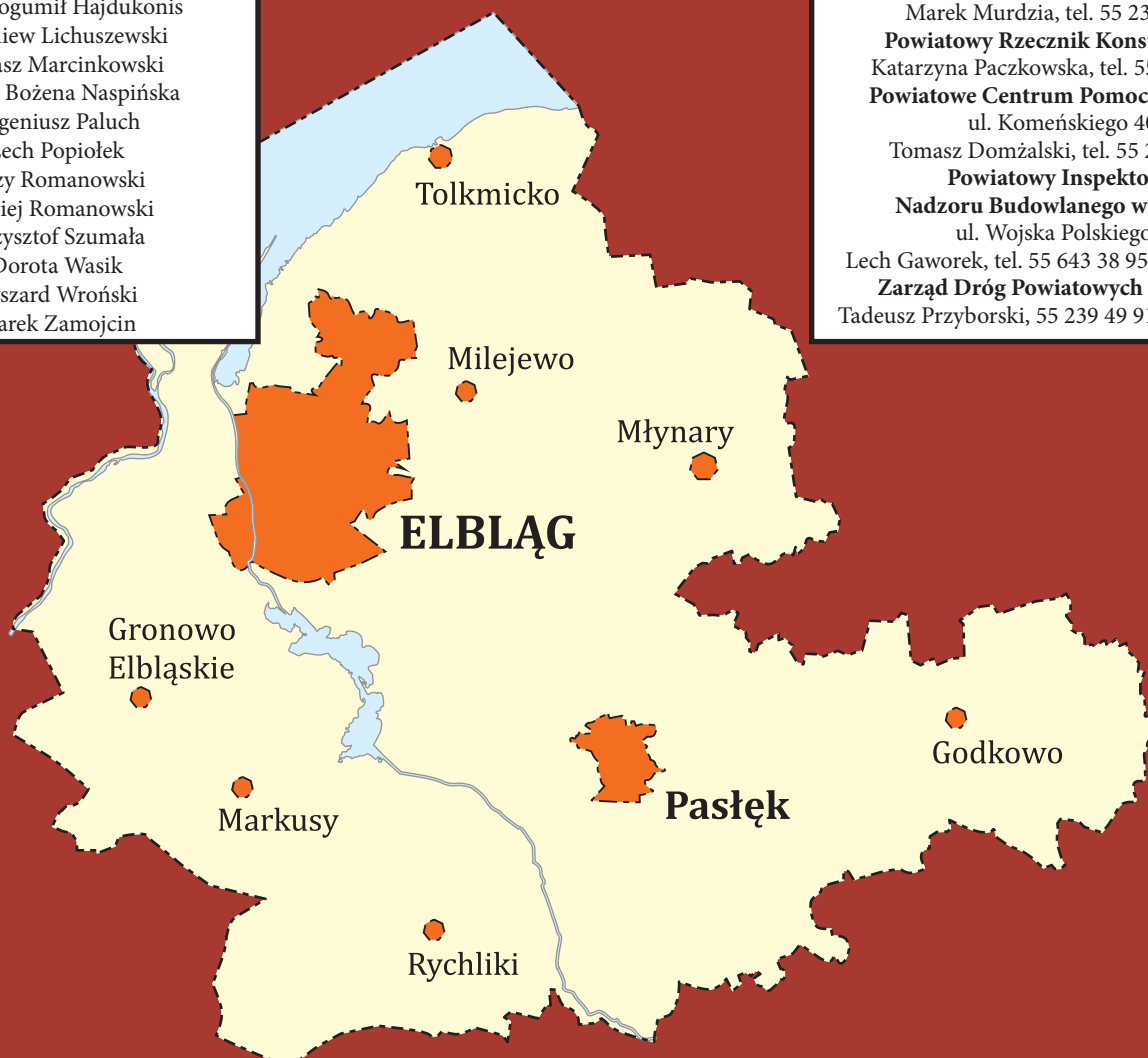 ogumił Hajdukonis
niew Lichuszewski
asz Marcinkowski
Bożena Naspińska
geniusz Paluch
ech Popiołek
zy Romanowski
iej Romanowski
zysztof Szumała
Dorota Wasik
szard Wroński
arek Zamojcin
Marek Murdzia, tel. 55 23
Powiatowy Rzecznik Kons
Katarzyna Paczkowska, tel. 5
Powiatowe Centrum Pomoc
ul. Komeńskiego 4
Tomasz Domżalski, tel. 55 2
Powiatowy Inspekto
Nadzoru Budowlanego w
ul. Wojska Polskiego
Lech Gaworek, tel. 55 643 38 95
Zarząd Dróg Powiatowych
Tadeusz Przyborski, 55 239 49 9
Tolkmicko
Milejewo
Młynary
ELBLĄG
Gronowo
Elbląskie
Godkowo
Pasłęk
Markusy
Rychliki